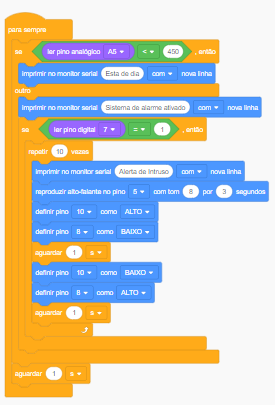 para sempre
se ler pino analógico A5 < 450 , então
imprimir no monitor serial Esta de dia com nova linha
outro
imprimir no monitor serial Sistema de alarme ativado com nova linha
se ler pino digital 7 = 1 , então
repetir 10 vezes
imprimir no monitor serial Alerta de Intruso com nova linha
reproduzir alto-falante no pino 5 com tom 8 por 3 segundos
definir pino 10 como ALTO
definir pino 8 como BAIXO
aguardar 1 s
definir pino 10 como BAIXO
definir pino 8 como ALTO
aguardar 1 s
aguardar 1 s